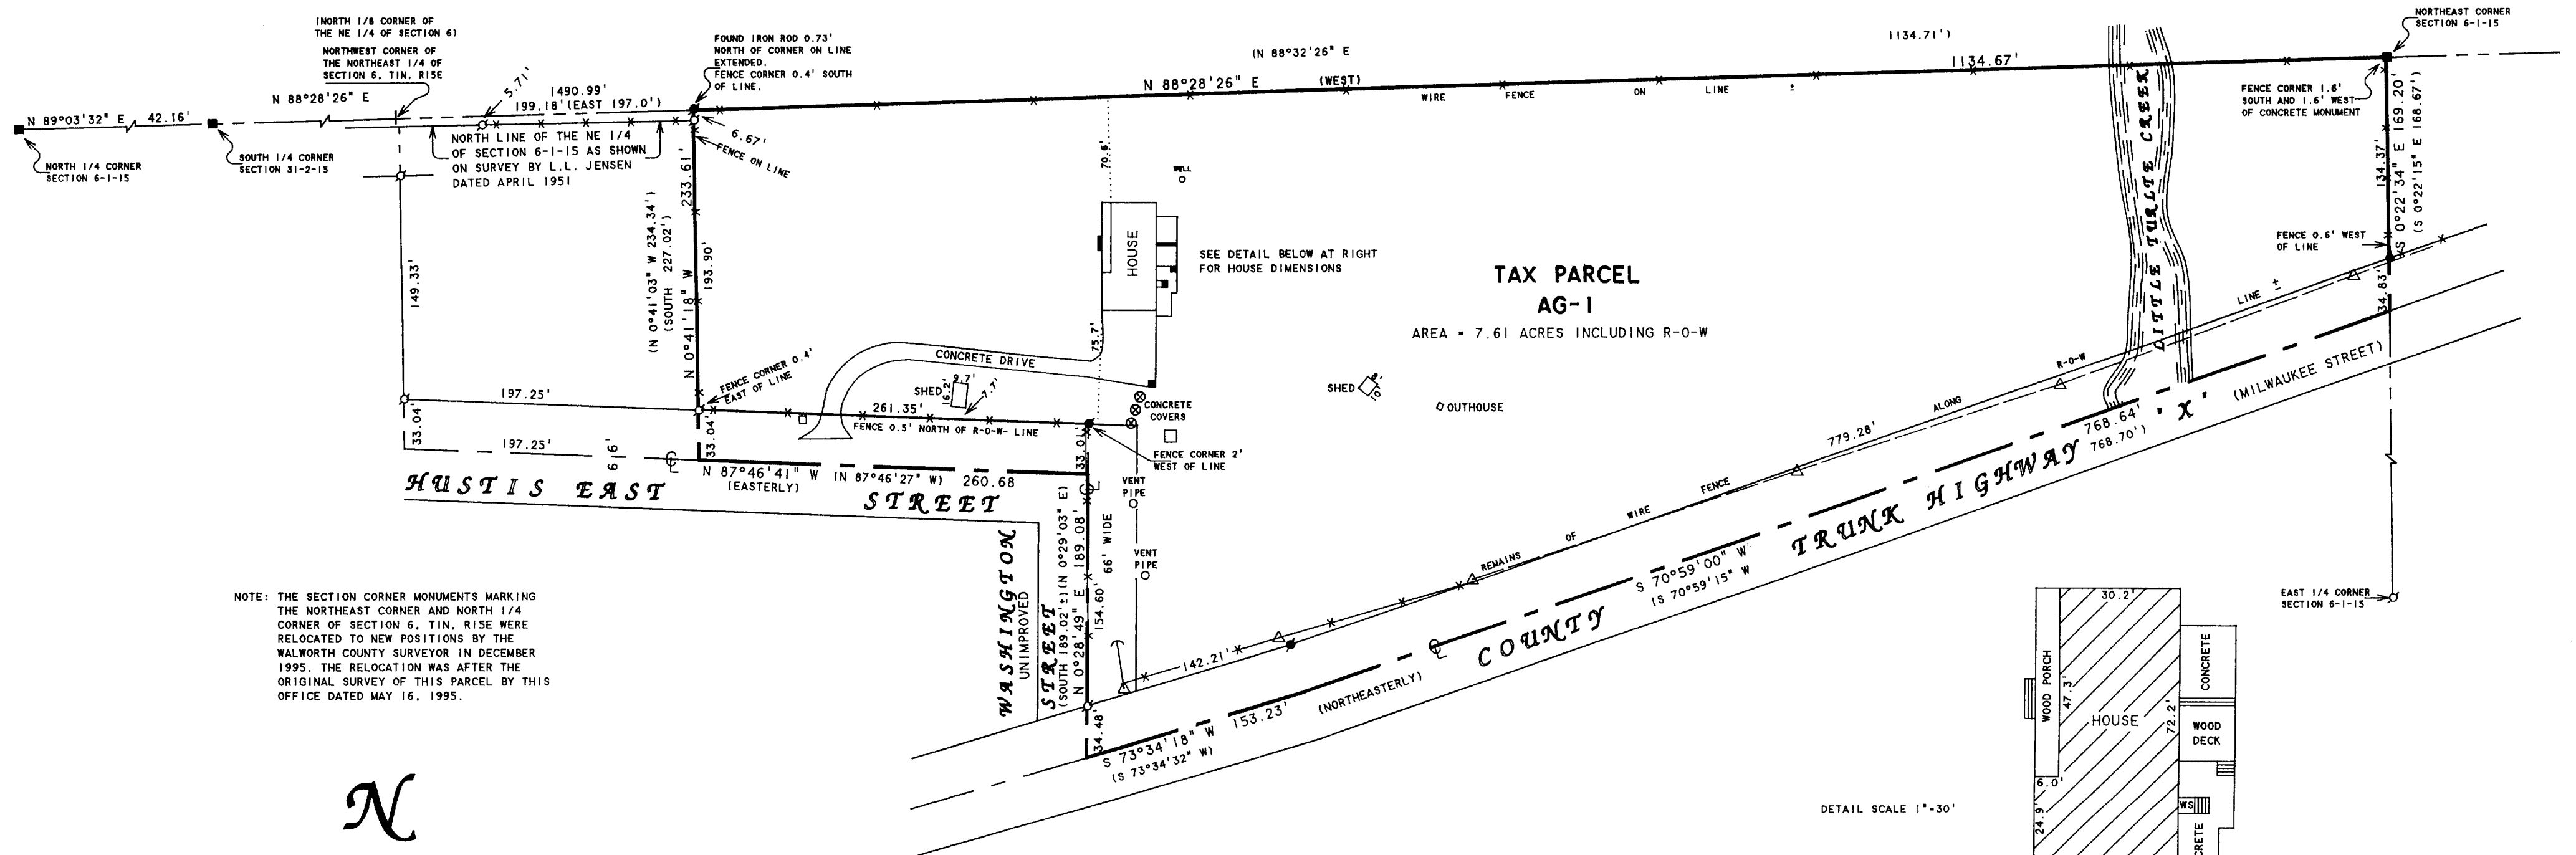 (NORTH 1/8 CORNER OF
THE NE 1/4 OF SECTION 6)
NORTHWEST CORNER OF
THE NORTHEAST 1/4 OF
SECTION 6, T1N, R15E
N 89°03'32" E 42.16'
NORTH 1/4 CORNER
SECTION 6-1-15
SOUTH 1/4 CORNER
SECTION 31-2-15
N 88°28'26" E
5.71'
1490.99'
199.18' (EAST 197.0')
NORTH LINE OF THE NE 1/4
OF SECTION 6-1-15 AS SHOWN
ON SURVEY BY L.L. JENSEN
DATED APRIL 1951
FOUND IRON ROD 0.73'
NORTH OF CORNER ON LINE
EXTENDED.
FENCE CORNER 0.4' SOUTH
OF LINE.
6.67'
FENCE ON LINE
(N 88°32'26" E
1134.71')
N 88°28'26" E
(WEST)
1134.67'
WIRE FENCE ON LINE ±
NORTHEAST CORNER
SECTION 6-1-15
FENCE CORNER 1.6'
SOUTH AND 1.6' WEST
OF CONCRETE MONUMENT
134.37'
S 0°22'34" E 169.20'
(S 0°22'15" E 168.67')
FENCE 0.6' WEST
OF LINE
34.83'
LITTLE TURLTE CREEK
149.33'
(N 0°41'03" W 234.34')
(SOUTH 227.02')
N 0°41'18" W
233.61'
193.90'
70.6'
WELL
HOUSE
SEE DETAIL BELOW AT RIGHT
FOR HOUSE DIMENSIONS
TAX PARCEL
AG-1
AREA = 7.61 ACRES INCLUDING R-O-W
75.7'
CONCRETE DRIVE
FENCE CORNER 0.4'
EAST OF LINE
SHED
9.7'
16.2'
7.7'
SHED
8'
10'
OUTHOUSE
CONCRETE
COVERS
197.25'
261.35'
FENCE 0.5' NORTH OF R-O-W- LINE
33.04'
33.04'
33.01'
197.25'
6.6'
FENCE CORNER 2'
WEST OF LINE
N 87°46'41" W (N 87°46'27" W) 260.68
(EASTERLY)
HUSTIS EAST STREET
VENT
PIPE
VENT
PIPE
WASHINGTON
UNIMPROVED
STREET
(SOUTH 189.02'±)(N 0°29'03" E)
N 0°28'49" E 189.08'
154.60'
66' WIDE
34.48'
142.21'
REMAINS OF WIRE FENCE ALONG R-O-W LINE ±
779.28'
S 73°34'18" W 153.23'
(S 73°34'32" W)
(NORTHEASTERLY)
COUNTY TRUNK HIGHWAY "X" (MILWAUKEE STREET)
S 70°59'00" W
(S 70°59'15" W
768.64'
768.70')
EAST 1/4 CORNER
SECTION 6-1-15
NOTE: THE SECTION CORNER MONUMENTS MARKING
THE NORTHEAST CORNER AND NORTH 1/4
CORNER OF SECTION 6, T1N, R15E WERE
RELOCATED TO NEW POSITIONS BY THE
WALWORTH COUNTY SURVEYOR IN DECEMBER
1995. THE RELOCATION WAS AFTER THE
ORIGINAL SURVEY OF THIS PARCEL BY THIS
OFFICE DATED MAY 16, 1995.
N
DETAIL SCALE 1"=30'
30.2'
WOOD PORCH
47.3'
HOUSE
72.2'
CONCRETE
WOOD
DECK
6.0'
24.9'
WS